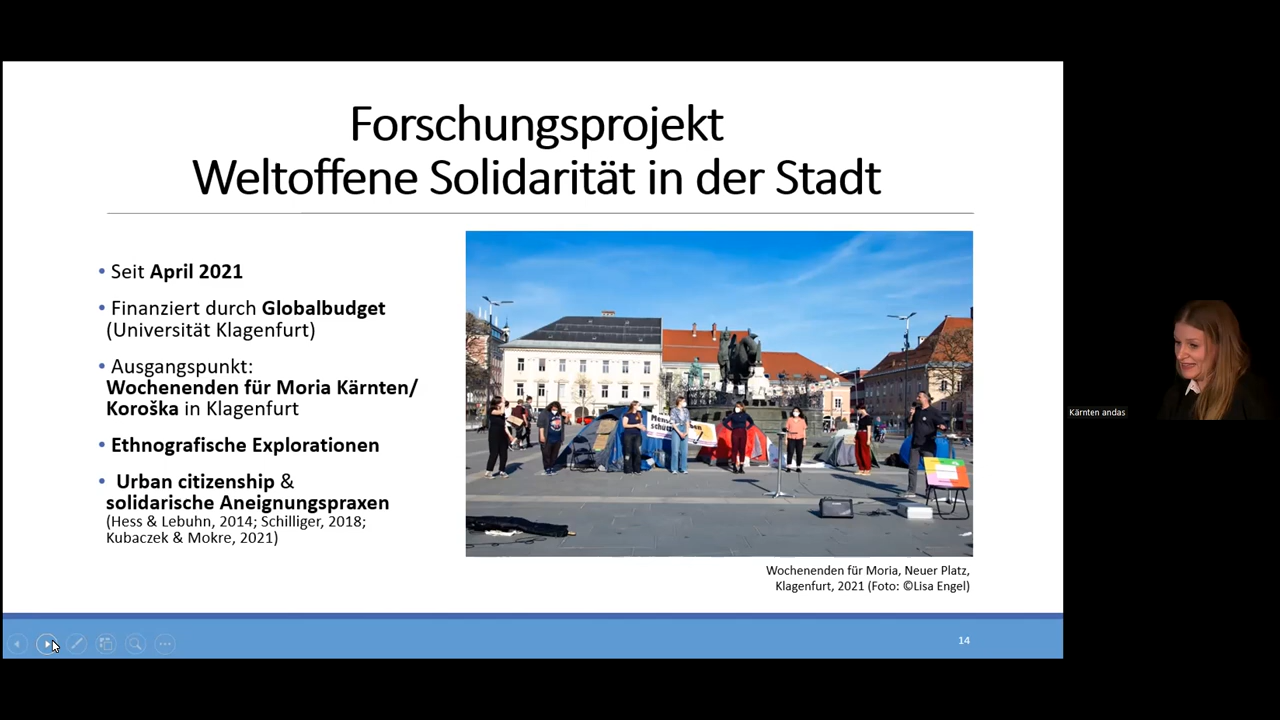 Forschungsprojekt
Weltoffene Solidarität in der Stadt
• Seit April 2021
• Finanziert durch Globalbudget
(Universität Klagenfurt)
• Ausgangspunkt:
Wochenenden für Moria Kärnten/
Koroška in Klagenfurt
• Ethnografische Explorationen
• Urban citizenship &
solidarische Aneignungspraxen
(Hess & Lebuhn, 2014; Schilliger, 2018;
Kubaczek & Mokre, 2021)
Wochenenden für Moria, Neuer Platz,
Klagenfurt, 2021 (Foto: ©Lisa Engel)
14
Kärnten andas